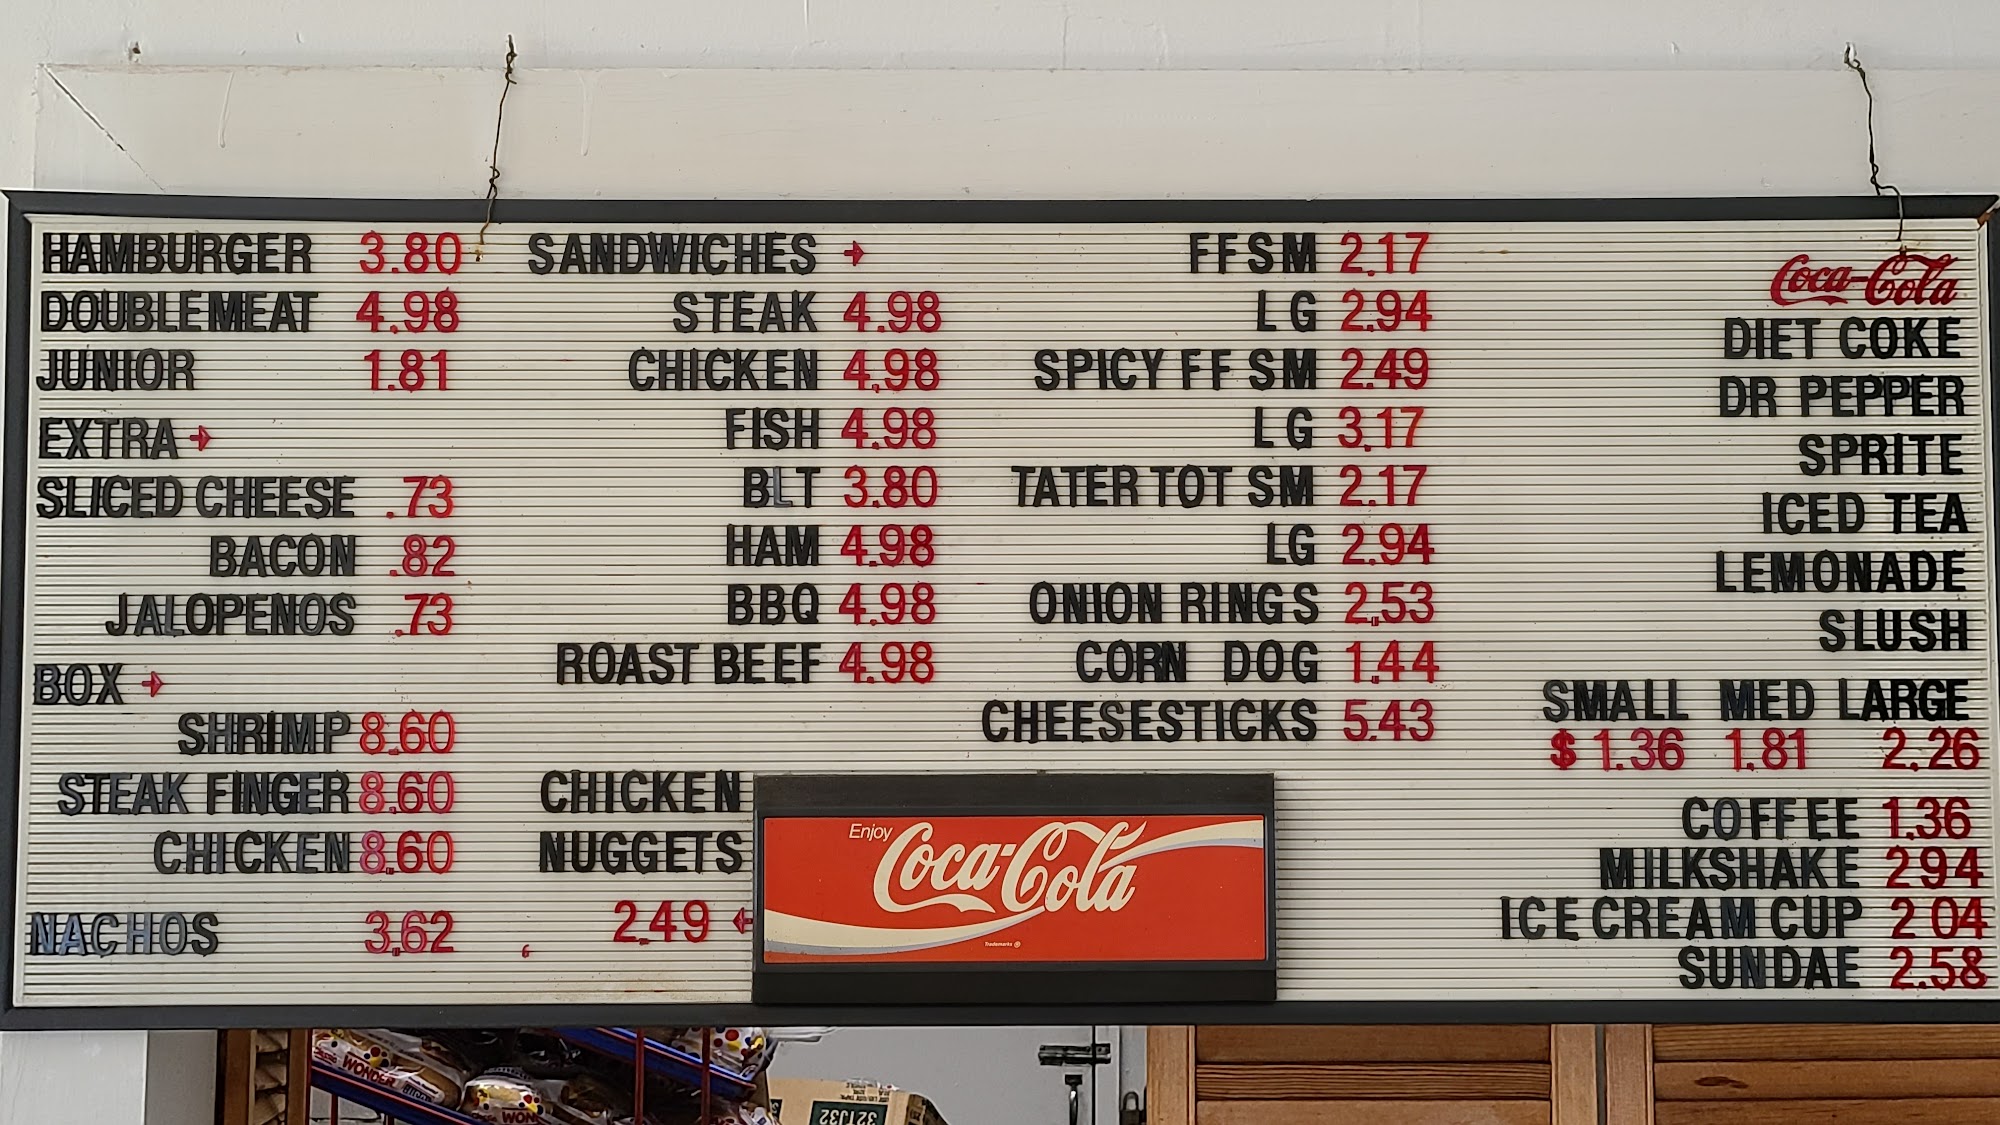 HAMBURGER 3.80
DOUBLEMEAT 4.98
JUNIOR 1.81
EXTRA
SLICED CHEESE .73
BACON .82
JALOPENOS .73
BOX
SHRIMP 8.60
STEAK FINGER 8.60
CHICKEN 8.60
NACHOS 3.62
SANDWICHES
STEAK 4.98
CHICKEN 4.98
FISH 4.98
BLT 3.80
HAM 4.98
BBQ 4.98
ROAST BEEF 4.98
CHICKEN
NUGGETS
2.49
FF SM 2.17
LG 2.94
SPICY FF SM 2.49
LG 3.17
TATER TOT SM 2.17
LG 2.94
ONION RINGS 2.53
CORN DOG 1.44
CHEESESTICKS 5.43
Enjoy
Coca-Cola
Trademark ®
Coca-Cola
DIET COKE
DR PEPPER
SPRITE
ICED TEA
LEMONADE
SLUSH
SMALL MED LARGE
$ 1.36 1.81 2.26
COFFEE 1.36
MILKSHAKE 2 94
ICE CREAM CUP 2 04
SUNDAE 2.58
WONDER
WON
321J32